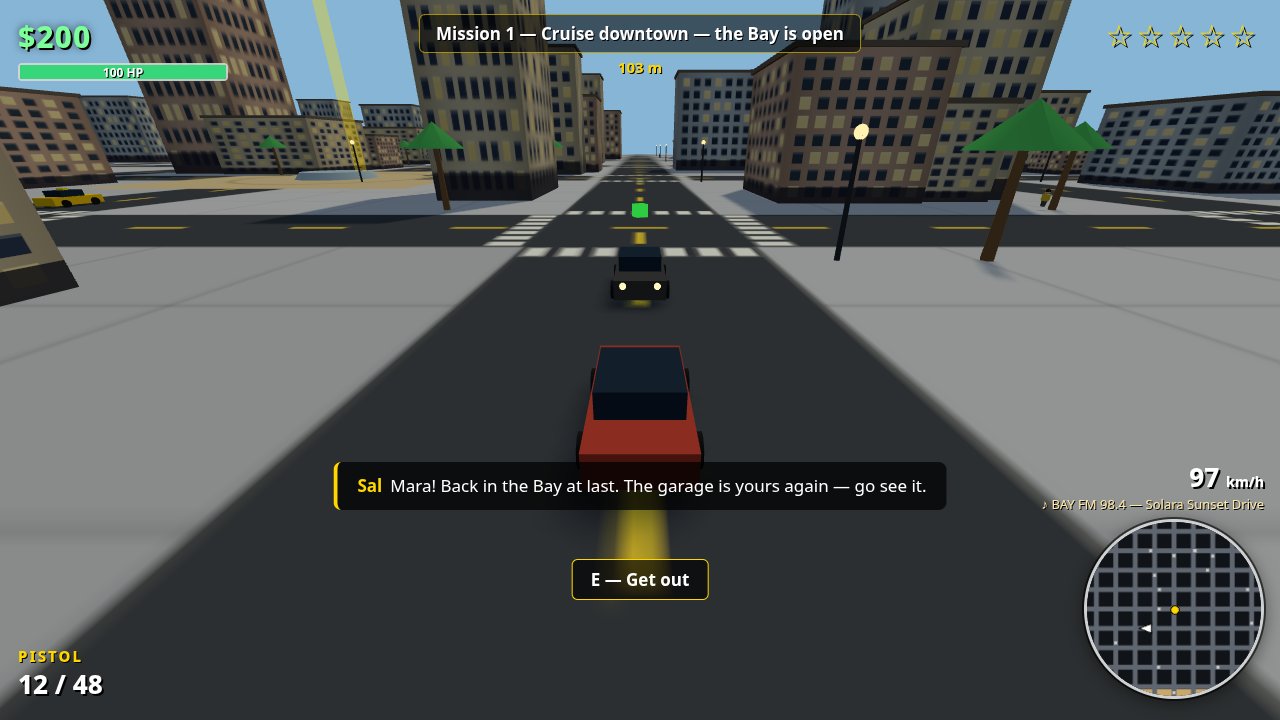 $200
100 HP
Mission 1 — Cruise downtown — the Bay is open
103 m
☆☆☆☆☆
Sal Mara! Back in the Bay at last. The garage is yours again — go see it.
97 km/h
♪ BAY FM 98.4 — Solara Sunset Drive
E — Get out
PISTOL
12 / 48